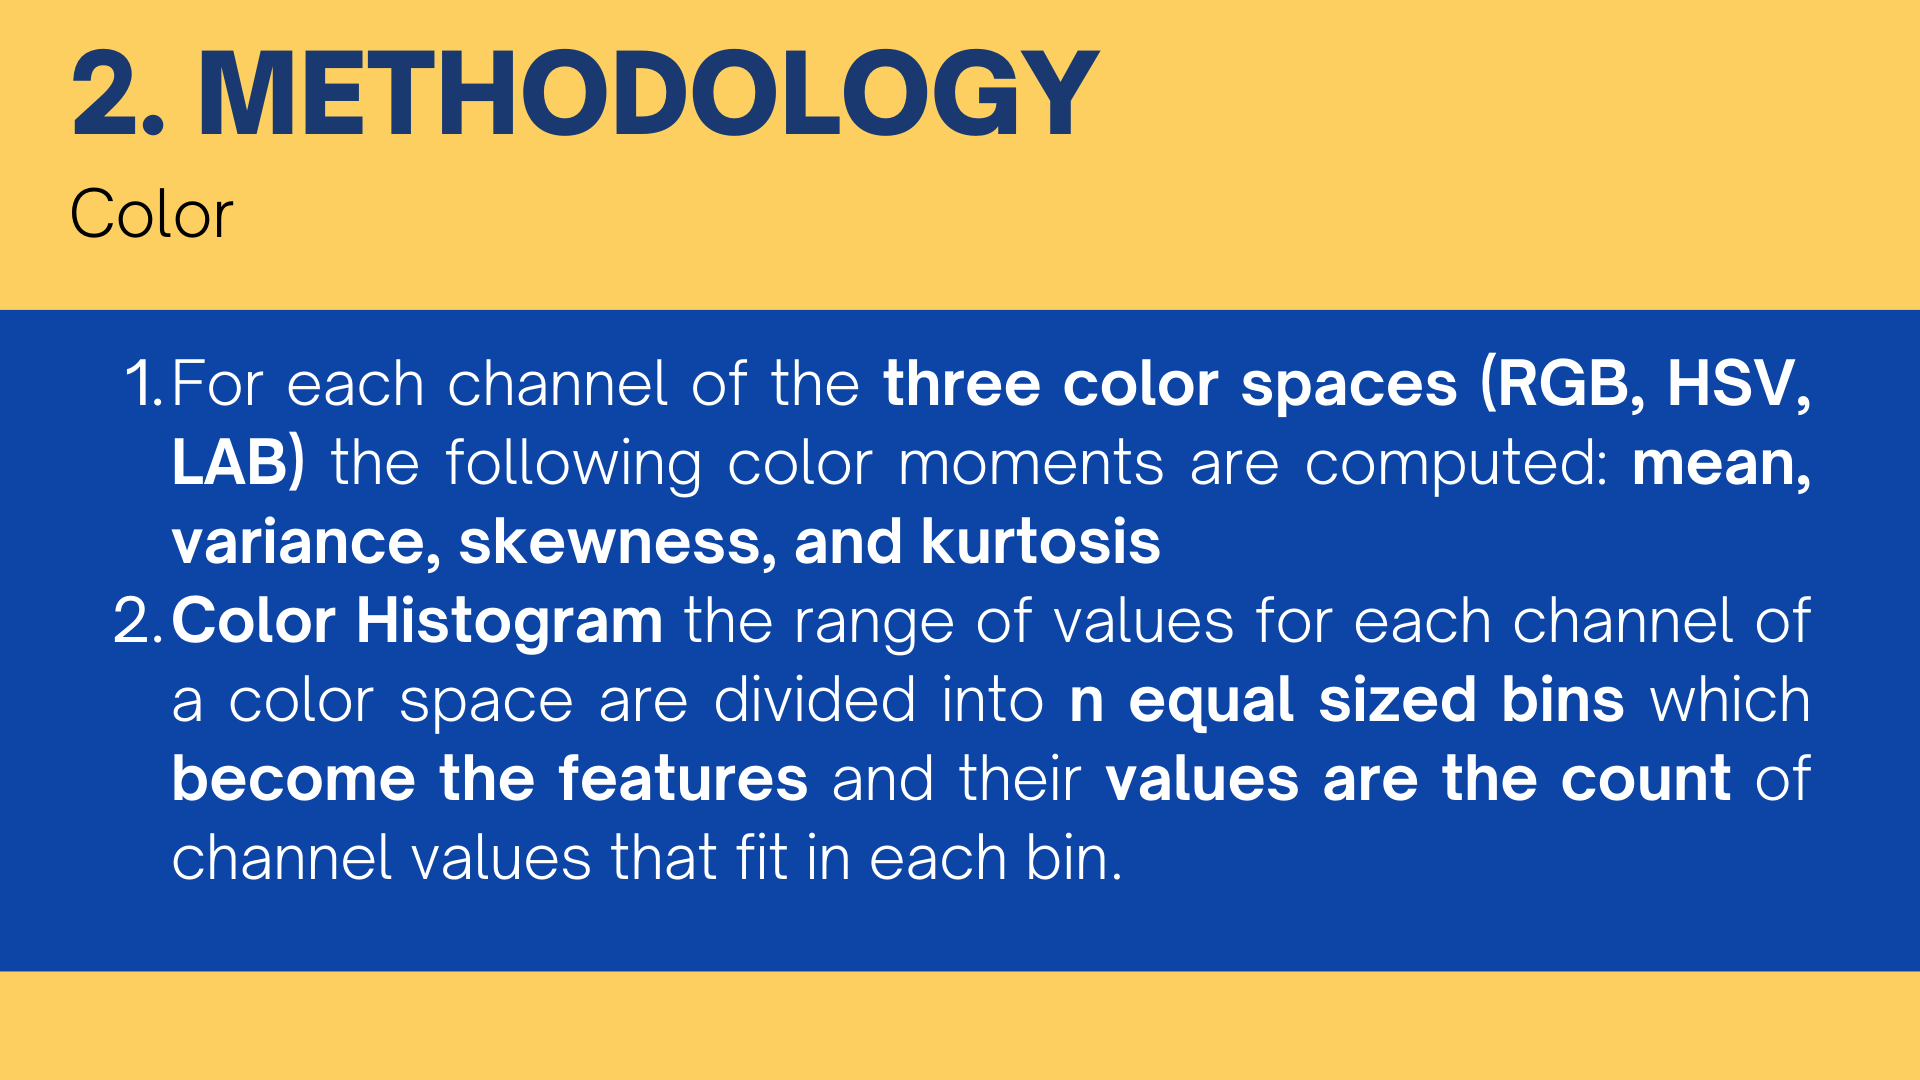 2. METHODOLOGY
Color
1. For each channel of the three color spaces (RGB, HSV,
LAB) the following color moments are computed: mean,
variance, skewness, and kurtosis
2. Color Histogram the range of values for each channel of
a color space are divided into n equal sized bins which
become the features and their values are the count of
channel values that fit in each bin.